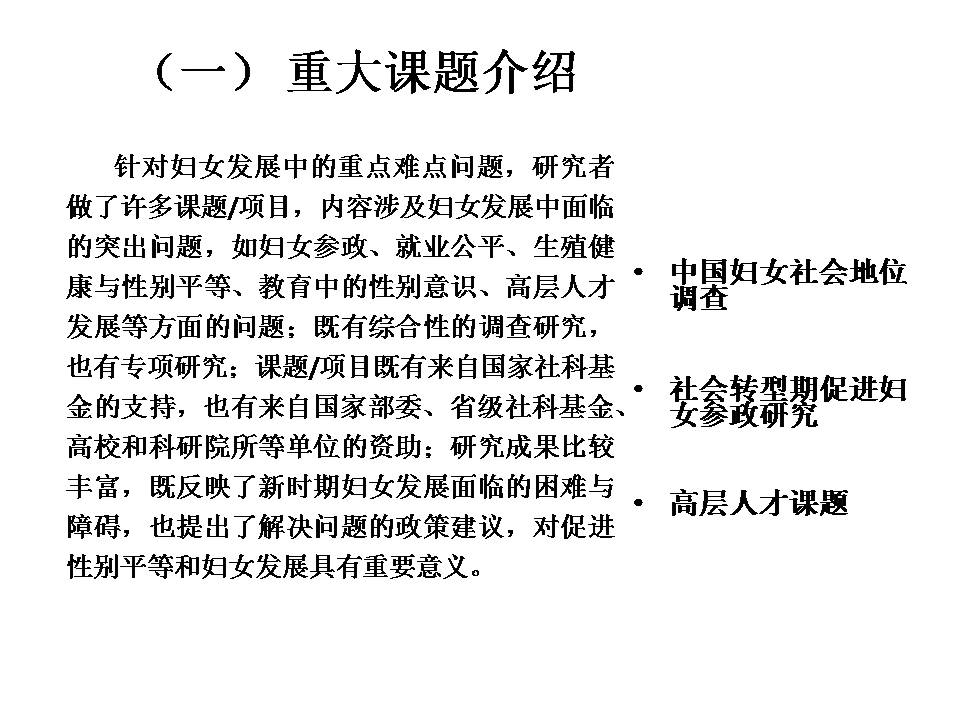 （一） 重大课题介绍
针对妇女发展中的重点难点问题，研究者
做了许多课题/项目，内容涉及妇女发展中面临
的突出问题，如妇女参政、就业公平、生殖健
康与性别平等、教育中的性别意识、高层人才
发展等方面的问题；既有综合性的调查研究，
也有专项研究；课题/项目既有来自国家社科基
金的支持，也有来自国家部委、省级社科基金、
高校和科研院所等单位的资助；研究成果比较
丰富，既反映了新时期妇女发展面临的困难与
障碍，也提出了解决问题的政策建议，对促进
性别平等和妇女发展具有重要意义。
• 中国妇女社会地位
调查
• 社会转型期促进妇
女参政研究
• 高层人才课题